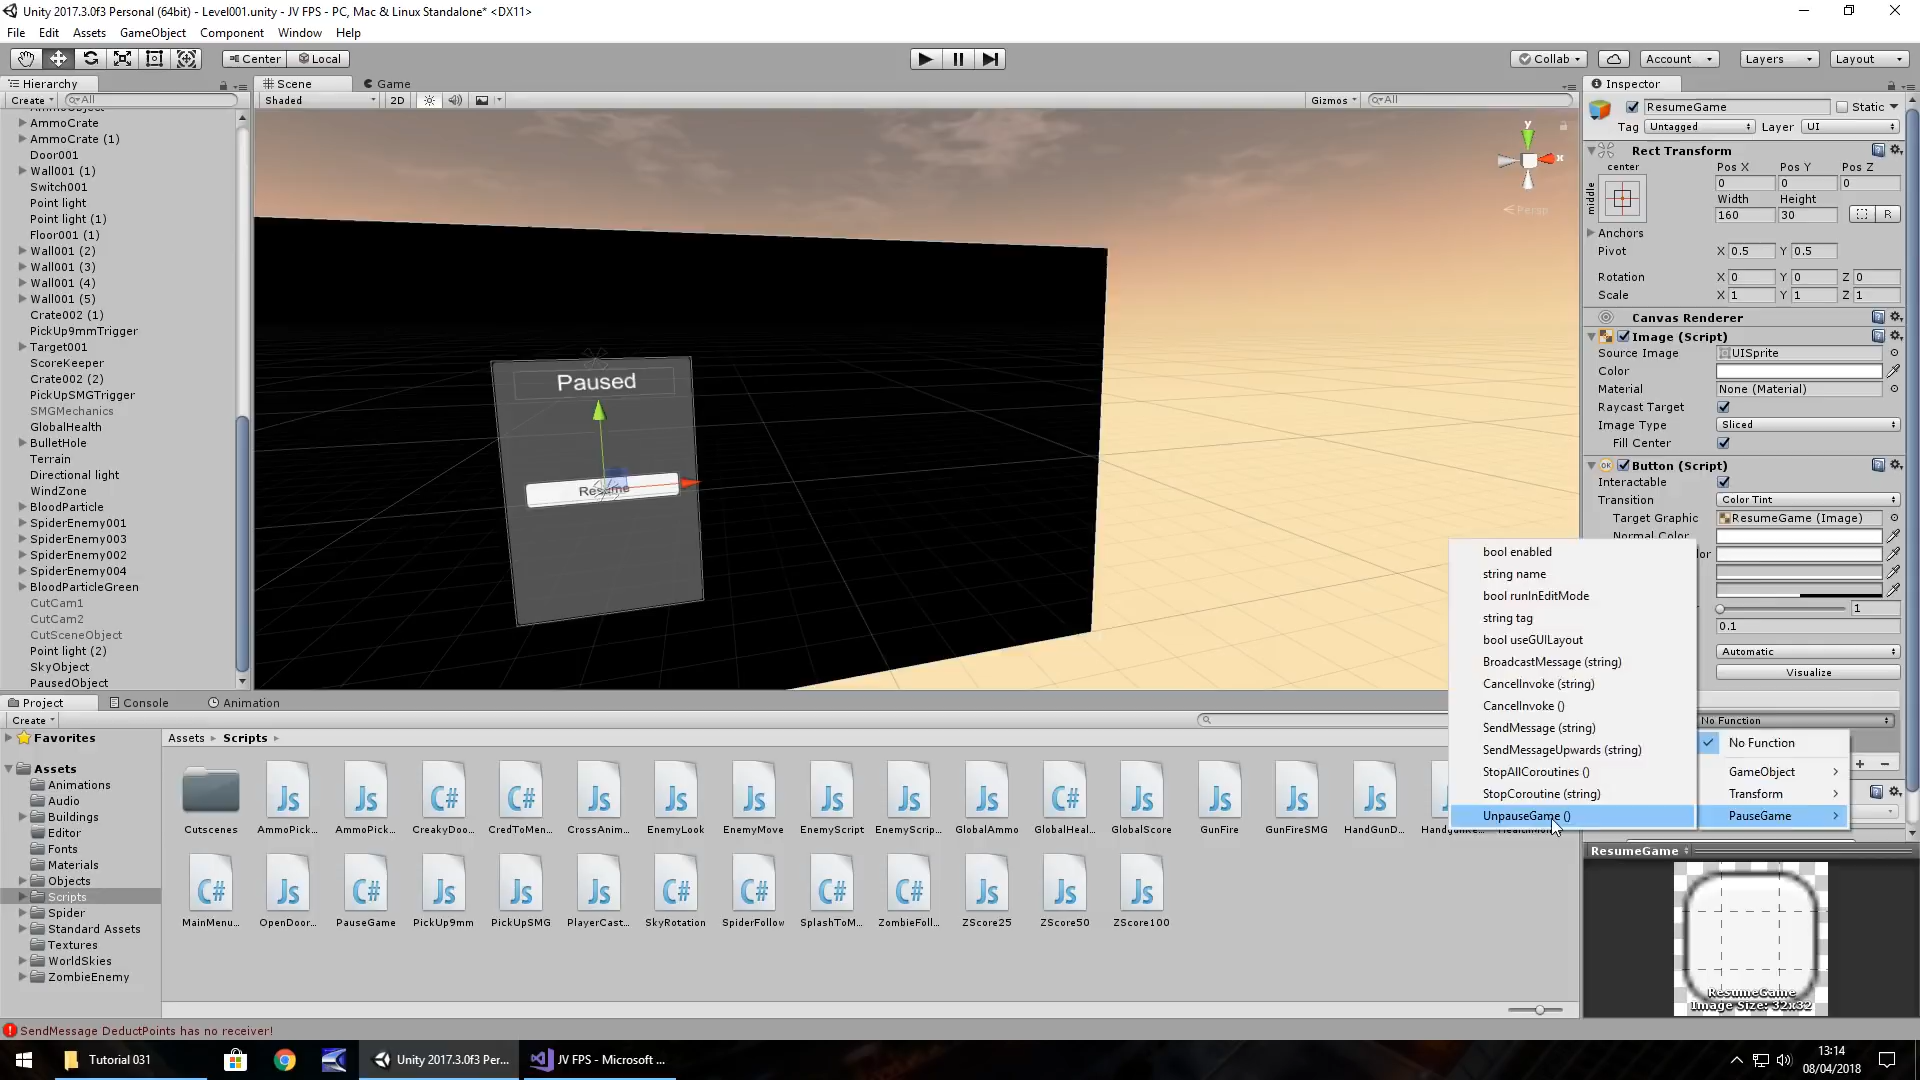 Unity 2017.3.0f3 Personal (64bit) - Level001.unity - JV FPS - PC, Mac & Linux Standalone* <DX11>
File Edit Assets GameObject Component Window Help
Center Local
Collab Account Layers Layout
Hierarchy
Create All
AmmoObject
AmmoCrate
AmmoCrate (1)
Door001
Wall001 (1)
Switch001
Point light
Point light (1)
Floor001 (1)
Wall001 (2)
Wall001 (3)
Wall001 (4)
Wall001 (5)
Crate002 (1)
PickUp9mmTrigger
Target001
ScoreKeeper
Crate002 (2)
PickUpSMGTrigger
SMGMechanics
GlobalHealth
BulletHole
Terrain
Directional light
WindZone
BloodParticle
SpiderEnemy001
SpiderEnemy003
SpiderEnemy002
SpiderEnemy004
BloodParticleGreen
CutCam1
CutCam2
CutSceneObject
Point light (2)
SkyObject
PausedObject
Scene Game
Shaded 2D Gizmos All
y
x
Persp
Paused
Resume
Inspector
ResumeGame Static
Tag Untagged Layer UI
Rect Transform
center
middle
Pos X Pos Y Pos Z
0 0 0
Width Height
160 30 R
Anchors
Pivot X 0.5 Y 0.5
Rotation X 0 Y 0 Z 0
Scale X 1 Y 1 Z 1
Canvas Renderer
Image (Script)
Source Image UISprite
Color
Material None (Material)
Raycast Target
Image Type Sliced
Fill Center
Button (Script)
Interactable
Transition Color Tint
Target Graphic ResumeGame (Image)
Normal Color
1
0.1
Automatic
Visualize
No Function
bool enabled
string name
bool runInEditMode
string tag
bool useGUILayout
BroadcastMessage (string)
CancelInvoke (string)
CancelInvoke ()
SendMessage (string)
SendMessageUpwards (string)
StopAllCoroutines ()
StopCoroutine (string)
UnpauseGame ()
No Function
GameObject
Transform
PauseGame
ResumeGame
ResumeGame
Image Size: 32x32
Project Console Animation
Create
Favorites
Assets
Animations
Audio
Buildings
Editor
Fonts
Materials
Objects
Scripts
Spider
Standard Assets
Textures
WorldSkies
ZombieEnemy
Assets Scripts
Cutscenes AmmoPick... AmmoPick... CreakyDoo... CredToMen... CrossAnim... EnemyLook EnemyMove EnemyScript EnemyScrip... GlobalAmmo GlobalHeal... GlobalScore GunFire GunFireSMG HandGunD...
MainMenu... OpenDoor... PauseGame PickUp9mm PickUpSMG PlayerCast... SkyRotation SpiderFollow SplashToM... ZombieFoll... ZScore25 ZScore50 ZScore100
SendMessage DeductPoints has no receiver!
Tutorial 031 Unity 2017.3.0f3 Per... JV FPS - Microsoft ...
13:14
08/04/2018